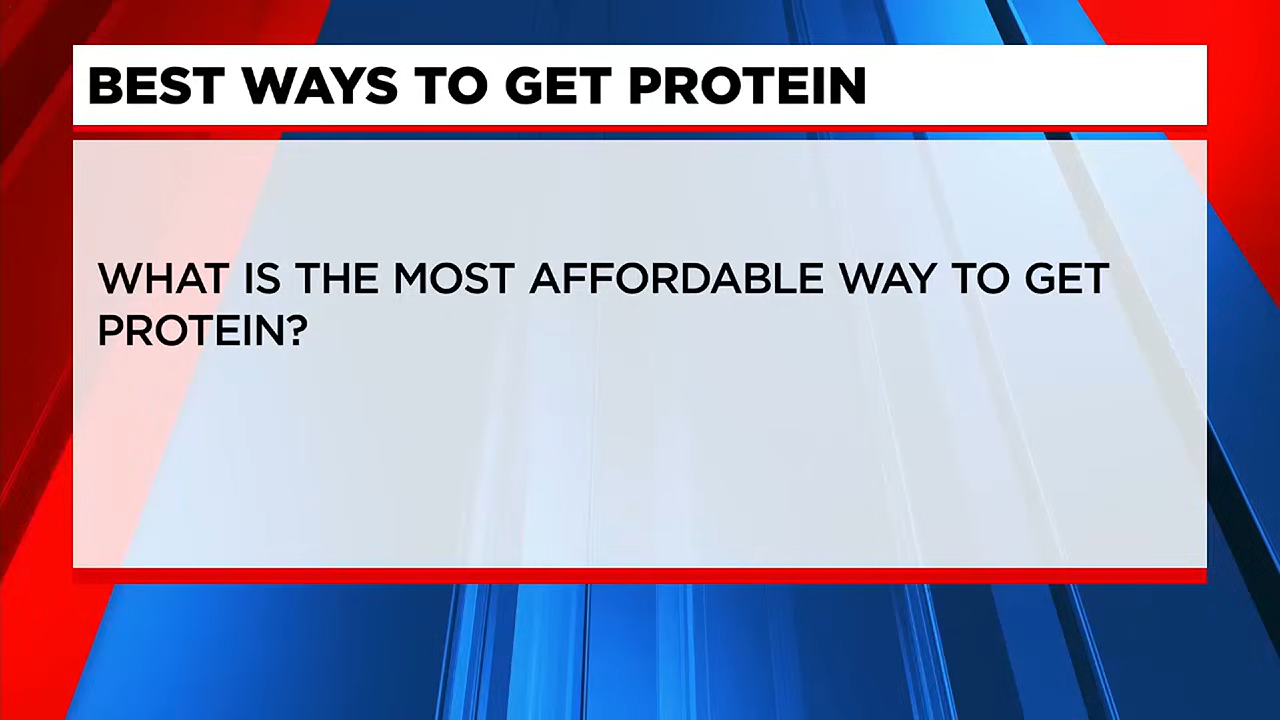 BEST WAYS TO GET PROTEIN
WHAT IS THE MOST AFFORDABLE WAY TO GET
PROTEIN?